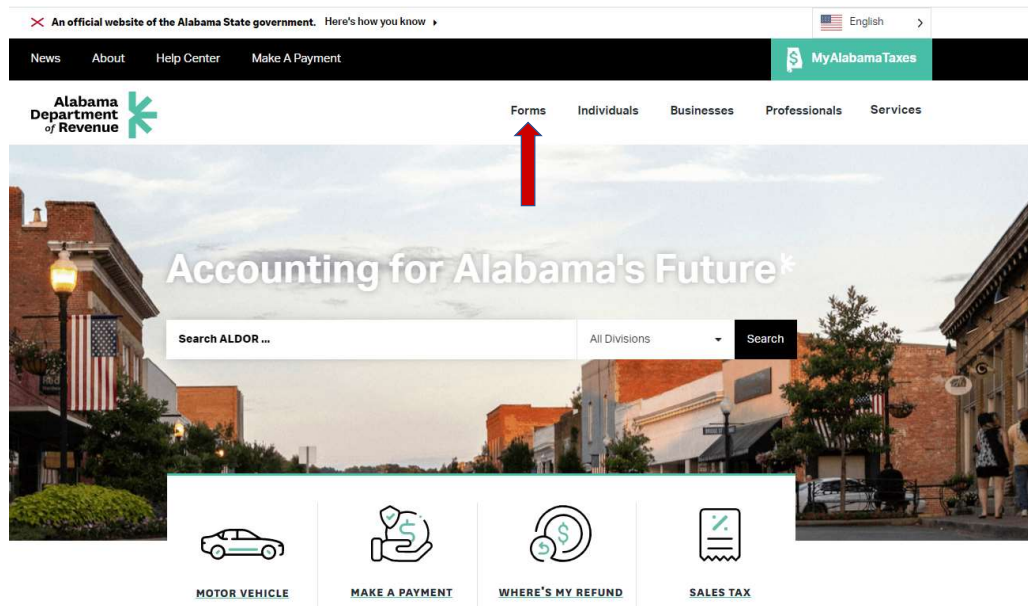 An official website of the Alabama State government. Here's how you know
English
News About Help Center Make A Payment
MyAlabamaTaxes
Alabama
Department
of Revenue
Forms Individuals Businesses Professionals Services
Accounting for Alabama's Future*
Search ALDOR ...
All Divisions
Search
MOTOR VEHICLE
MAKE A PAYMENT
WHERE'S MY REFUND
SALES TAX